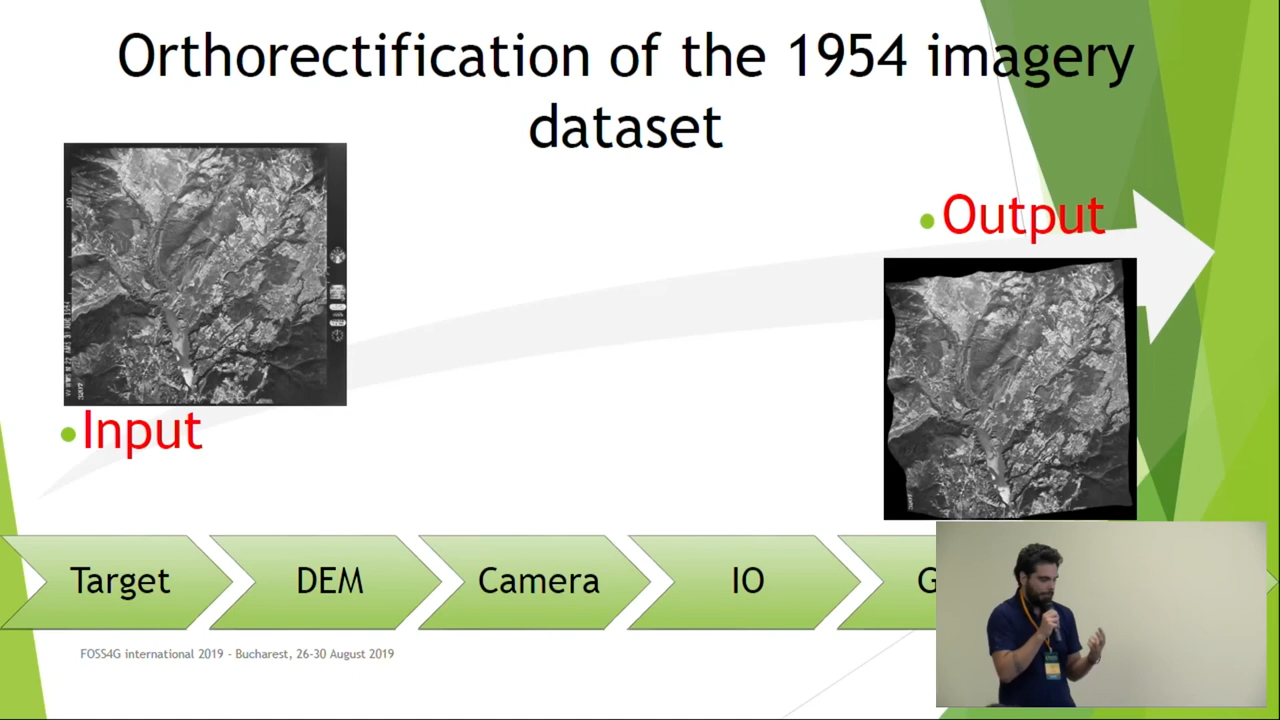 Orthorectification of the 1954 imagery
dataset
Output
Input
Target
DEM
Camera
IO
G
FOSS4G international 2019 - Bucharest, 26-30 August 2019